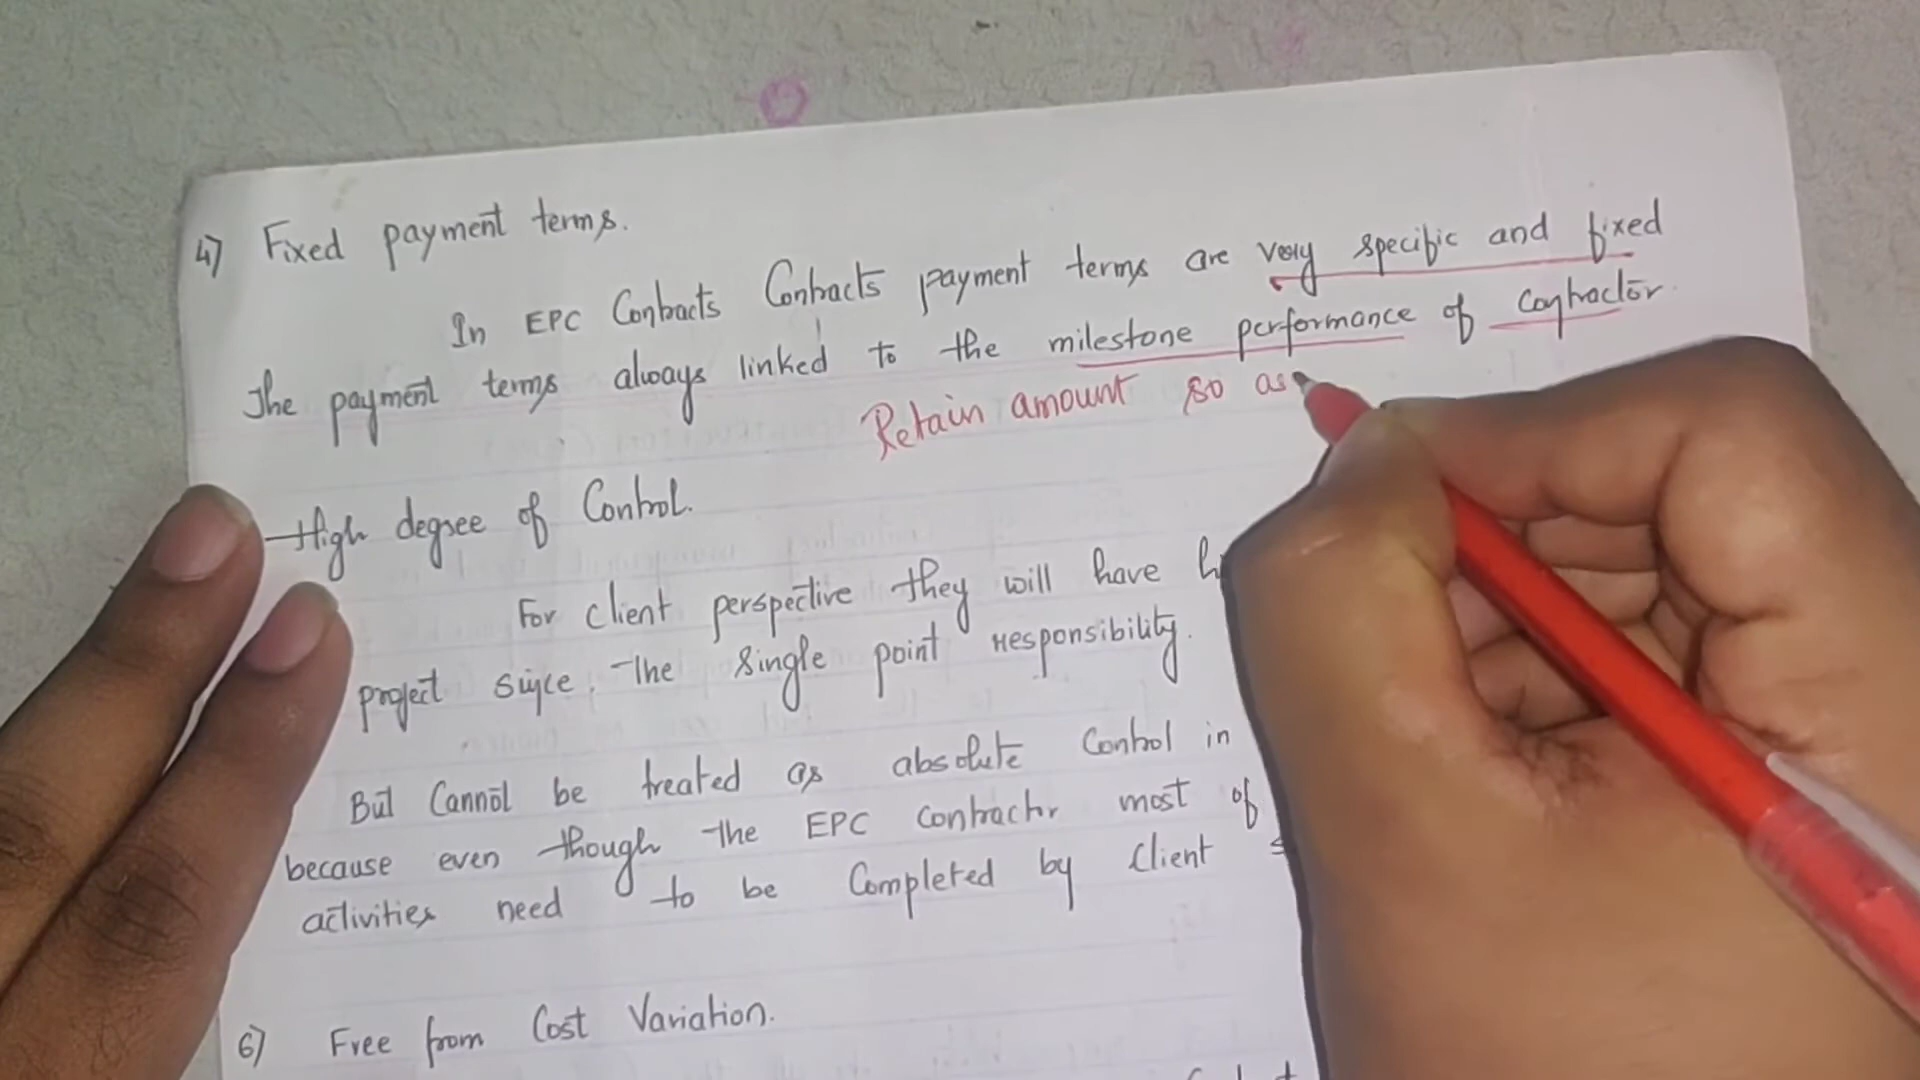 4) Fixed payment terms.
In EPC Contracts Contracts payment terms are very specific and fixed
The payment terms always linked to the milestone performance of contractor.
Retain amount so as
High degree of Control.
For client perspective they will have
project since, the single point responsibility.
But Cannot be treated as absolute Control in
because even though the EPC contractor most of
activities need to be Completed by Client
6) Free from Cost Variation.